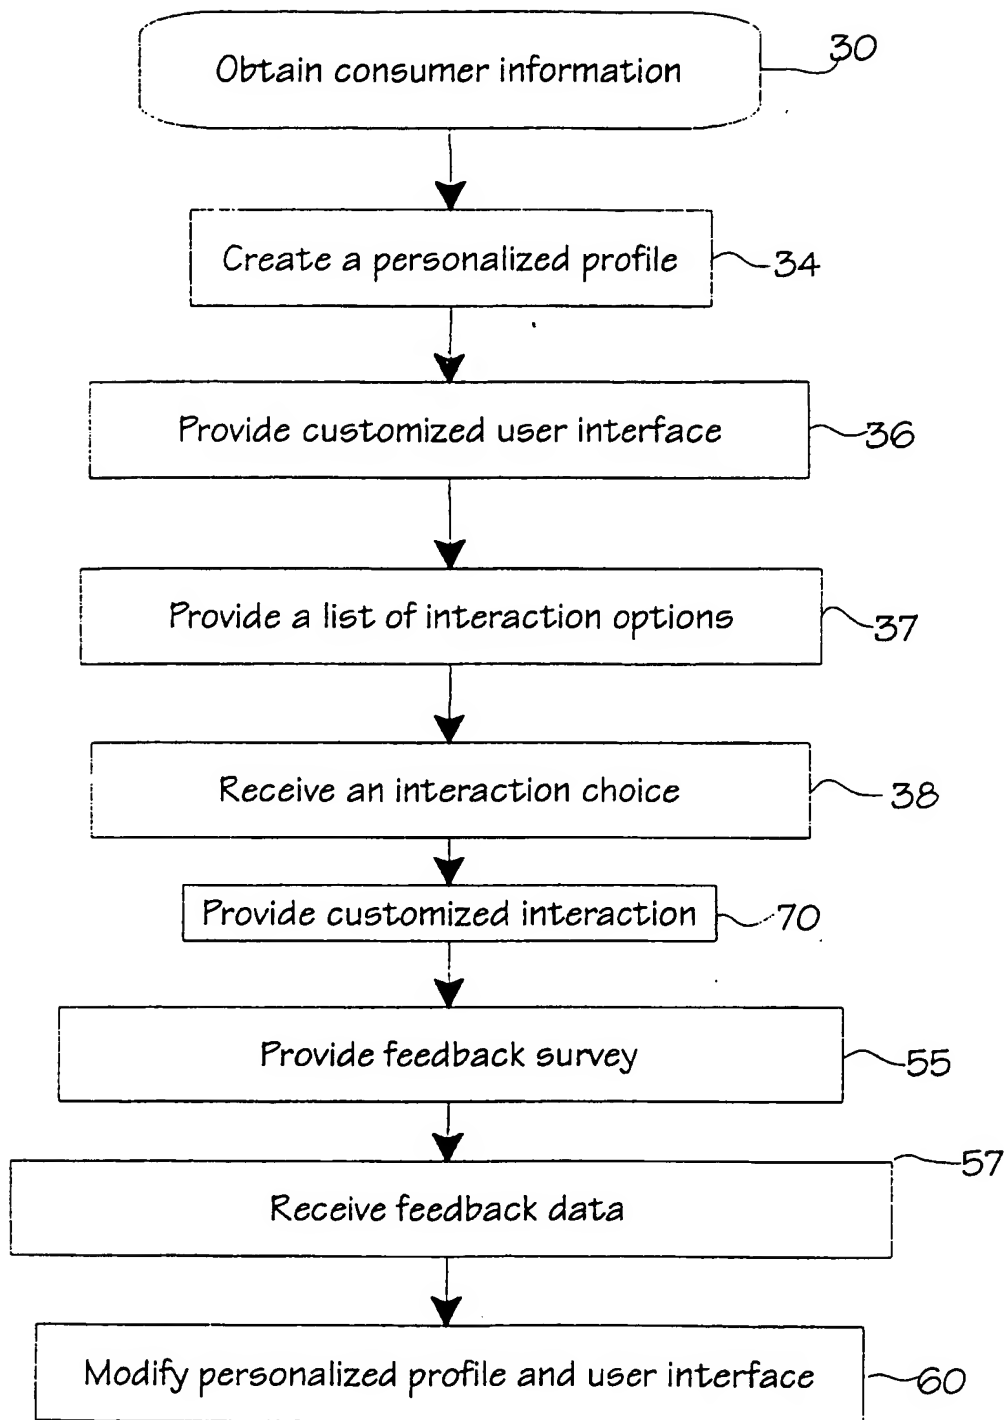 Obtain consumer information
30
Create a personalized profile
34
Provide customized user interface
36
Provide a list of interaction options
37
Receive an interaction choice
38
Provide customized interaction
70
Provide feedback survey
55
57
Receive feedback data
Modify personalized profile and user interface
60